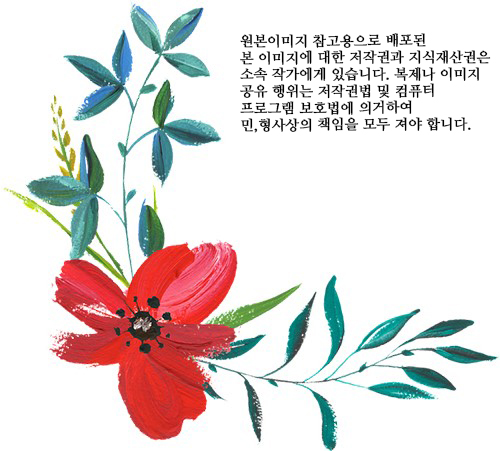 원본이미지 참고용으로 배포된
본 이미지에 대한 저작권과 지식재산권은
소속 작가에게 있습니다. 복제나 이미지
공유 행위는 저작권법 및 컴퓨터
프로그램 보호법에 의거하여
민,형사상의 책임을 모두 져야 합니다.